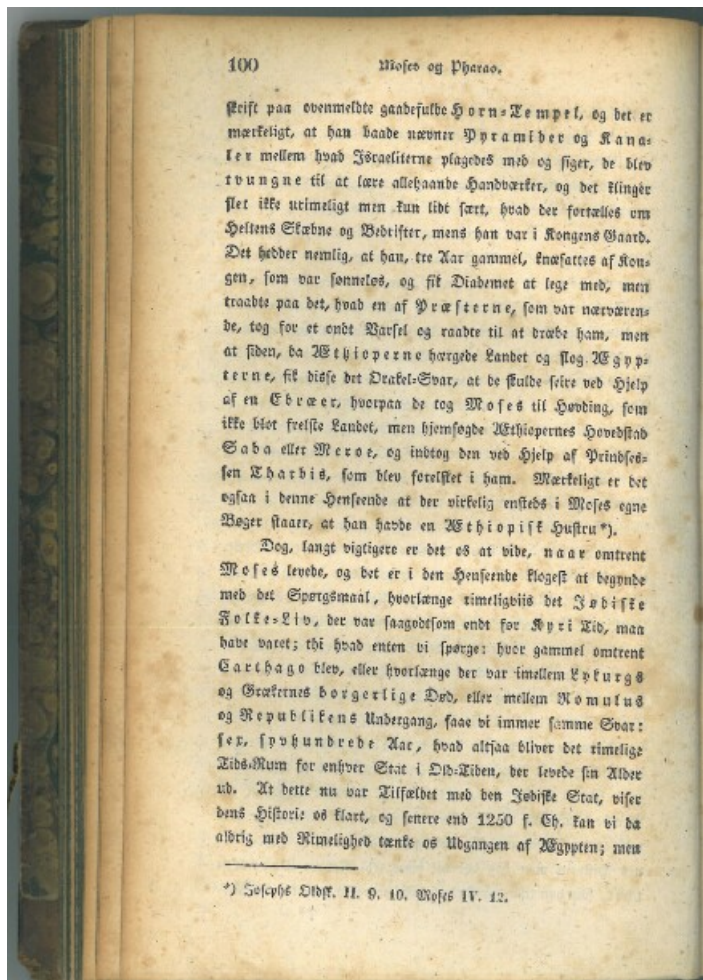 100
Moses og Pharao.
skrift paa ovenmeldte gaadefulde Horn-Tempel, og det er
mærkeligt, at han baade nævner Pyramider og Kana-
ler mellem hvad Israeliterne plagedes med og siger, de blev
tvungne til at lære allehaande Handværker, og det klinger
slet ikke urimeligt men kun lidt sært, hvad der fortælles om
Heltens Skæbne og Bedrifter, mens han var i Kongens Gaard.
Det hedder nemlig, at han, tre Aar gammel, knæsattes af Kon-
gen, som var sønneløs, og fik Diademet at lege med, men
traadte paa det, hvad en af Præsterne, som var nærværen-
de, tog for et ondt Varsel og raadte til at dræbe ham, men
at siden, da Æthioperne hærgede Landet og slog Ægyp-
terne, fik disse det Orakel-Svar, at de skulde seire ved Hjelp
af en Ebræer, hvorpaa de tog Moses til Høvding, som
ikke blot frelste Landet, men hjemsøgde Æthiopernes Hovedstad
Saba eller Meroe, og indtog den ved Hjelp af Prindses-
sen Tharbis, som blev forelsket i ham. Mærkeligt er det
ogsaa i denne Henseende at der virkelig ensteds i Moses egne
Bøger staaer, at han havde en Æthiopisk Hustru*).
Dog, langt vigtigere er det os at vide, naar omtrent
Moses levede, og det er i den Henseende klogest at begynde
med det Spørgsmaal, hvorlænge rimeligviis det Jødiske
Folke-Liv, der var saagodtsom endt før Kyri Tid, maa
have varet; thi hvad enten vi spørge: hvor gammel omtrent
Carthago blev, eller hvorlænge der var imellem Lykurgs
og Grækernes borgerlige Død, eller mellem Romulus
og Republikens Undergang, faae vi immer samme Svar:
sex, syvhundrede Aar, hvad altsaa bliver det rimelige
Tids-Rum for enhver Stat i Old-Tiden, der levede sin Alder
ud. At dette nu var Tilfældet med den Jødiske Stat, viser
dens Historie os klart, og senere end 1250 f. Ch. kan vi da
aldrig med Rimelighed tænke os Udgangen af Ægypten; men
*) Josephs Oldsk. II. 9. 10. Moses IV. 12.